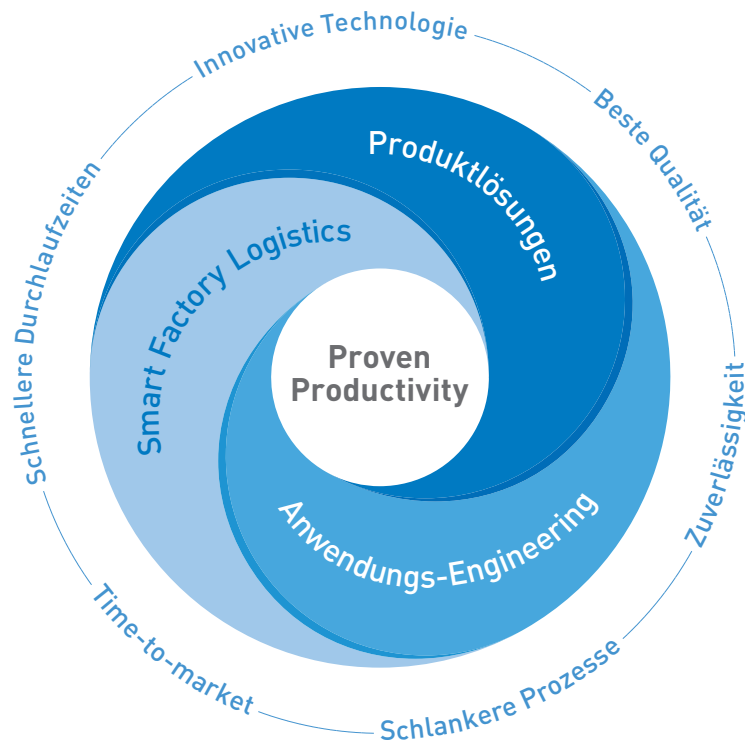 Innovative Technologie
Beste Qualität
Zuverlässigkeit
Schlankere Prozesse
Time-to-market
Schnellere Durchlaufzeiten
Produktlösungen
Anwendungs-Engineering
Smart Factory Logistics
Proven
Productivity